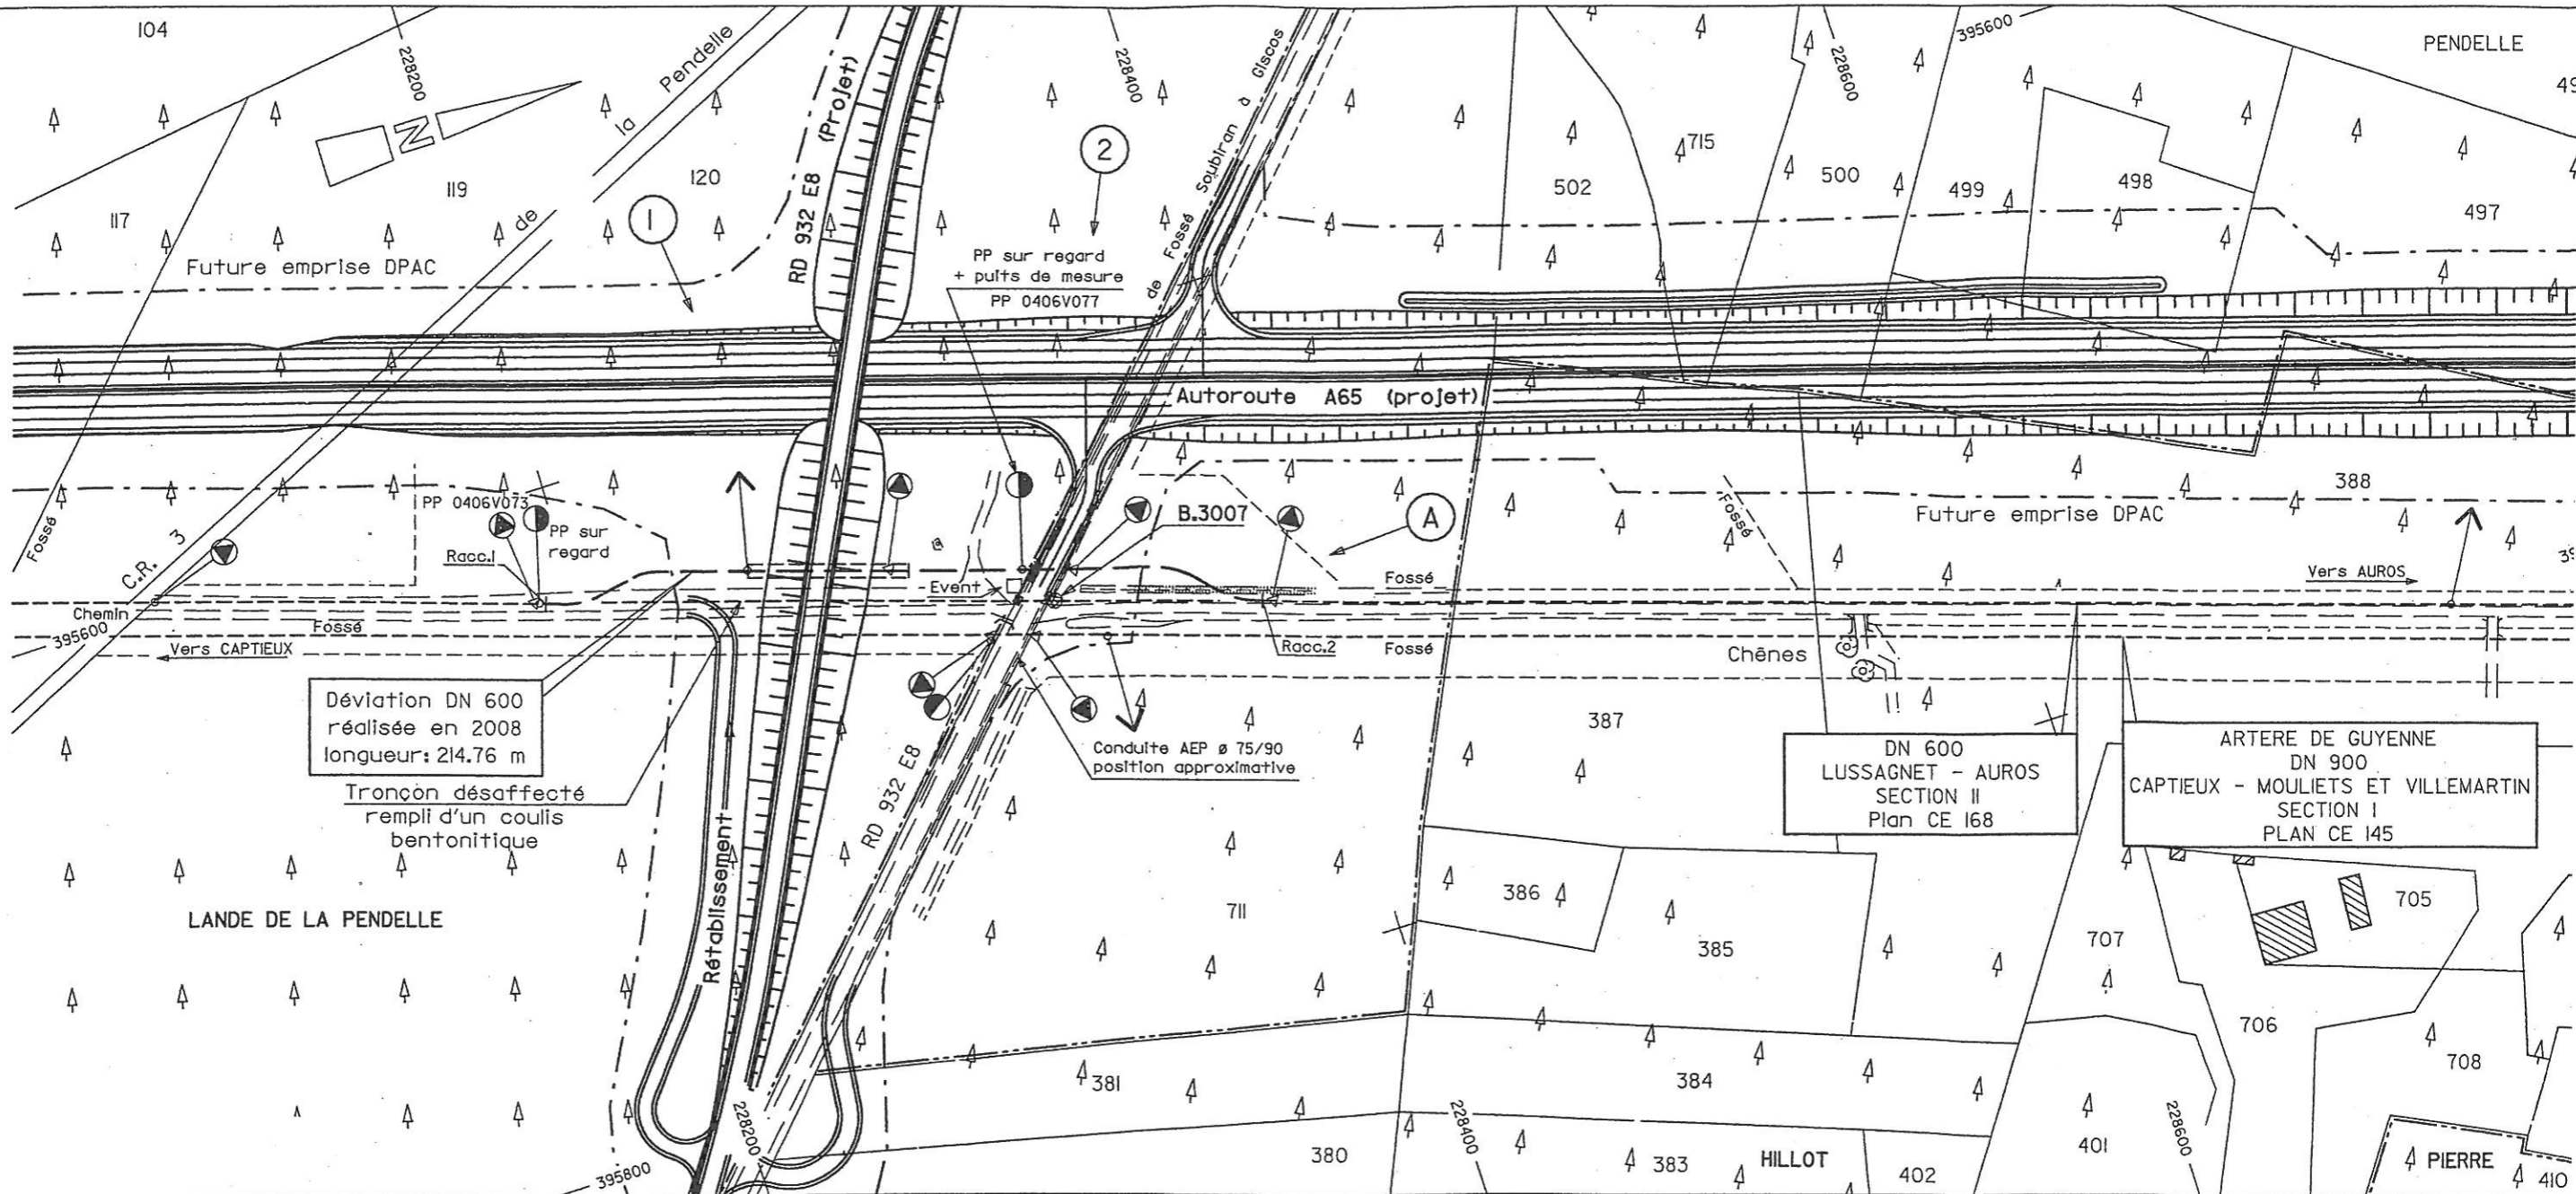 104
228200
Pendelle
la
de
119
120
117
1
Future emprise DPAC
RD 932 E8 (Projet)
2
228400
Giscos
à
Soubiran
Fossé
de
PP sur regard
+ puits de mesure
PP 0406V077
N
715
502
228600
500
395600
499
498
PENDELLE
497
Autoroute A65 (projet)
388
Future emprise DPAC
Fossé
A
B.3007
PP 0406V073
PP sur
regard
Racc.1
Fossé
C.R. 3
Chemin
395600
Fossé
Vers CAPTIEUX
Event
Fossé
Racc.2
Fossé
Vers AUROS
Chênes
Déviation DN 600
réalisée en 2008
longueur: 214.76 m
Tronçon désaffecté
rempli d'un coulis
bentonitique
Conduite AEP ø 75/90
position approximative
RD 932 E8
Rétablissement
387
DN 600
LUSSAGNET - AUROS
SECTION II
Plan CE 168
ARTERE DE GUYENNE
DN 900
CAPTIEUX - MOULIETS ET VILLEMARTIN
SECTION I
PLAN CE 145
LANDE DE LA PENDELLE
711
386
385
705
707
706
708
381
384
228200
395800
380
228400
383
HILLOT
402
401
228600
PIERRE
410